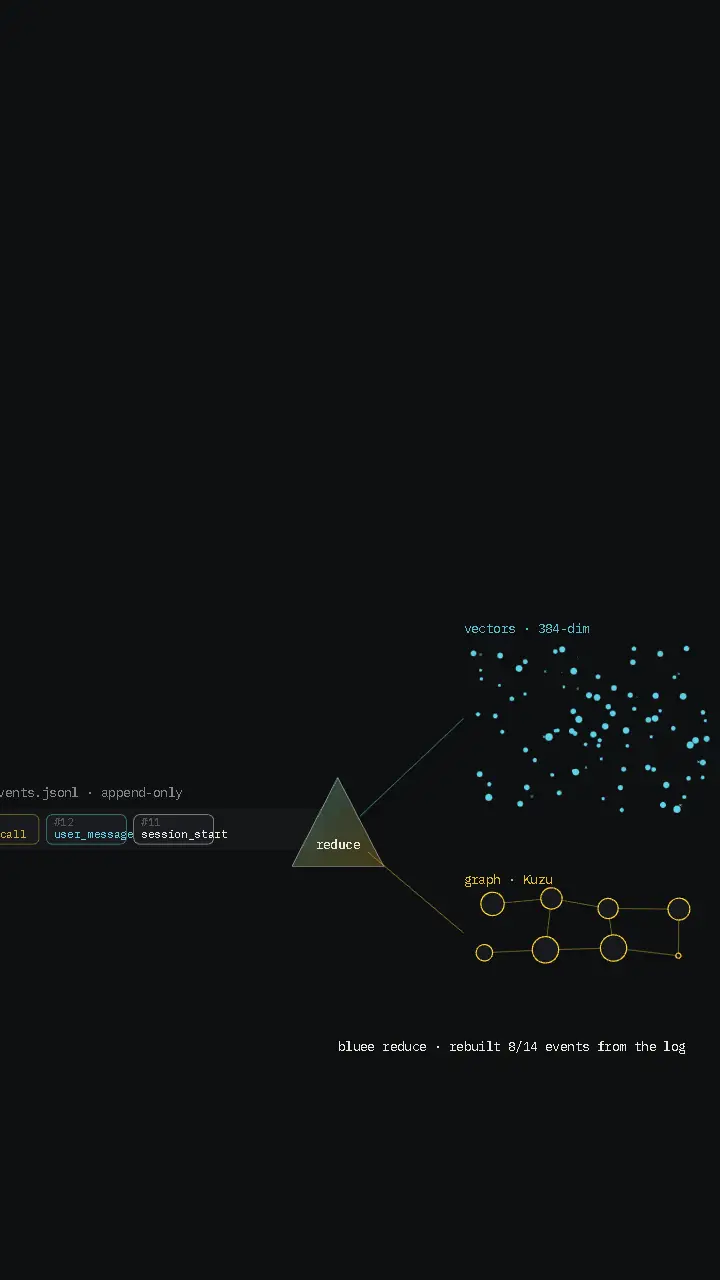 vectors · 384-dim
vents.jsonl · append-only
call
#12
user_message
#11
session_start
reduce
graph · Kuzu
bluee reduce · rebuilt 8/14 events from the log